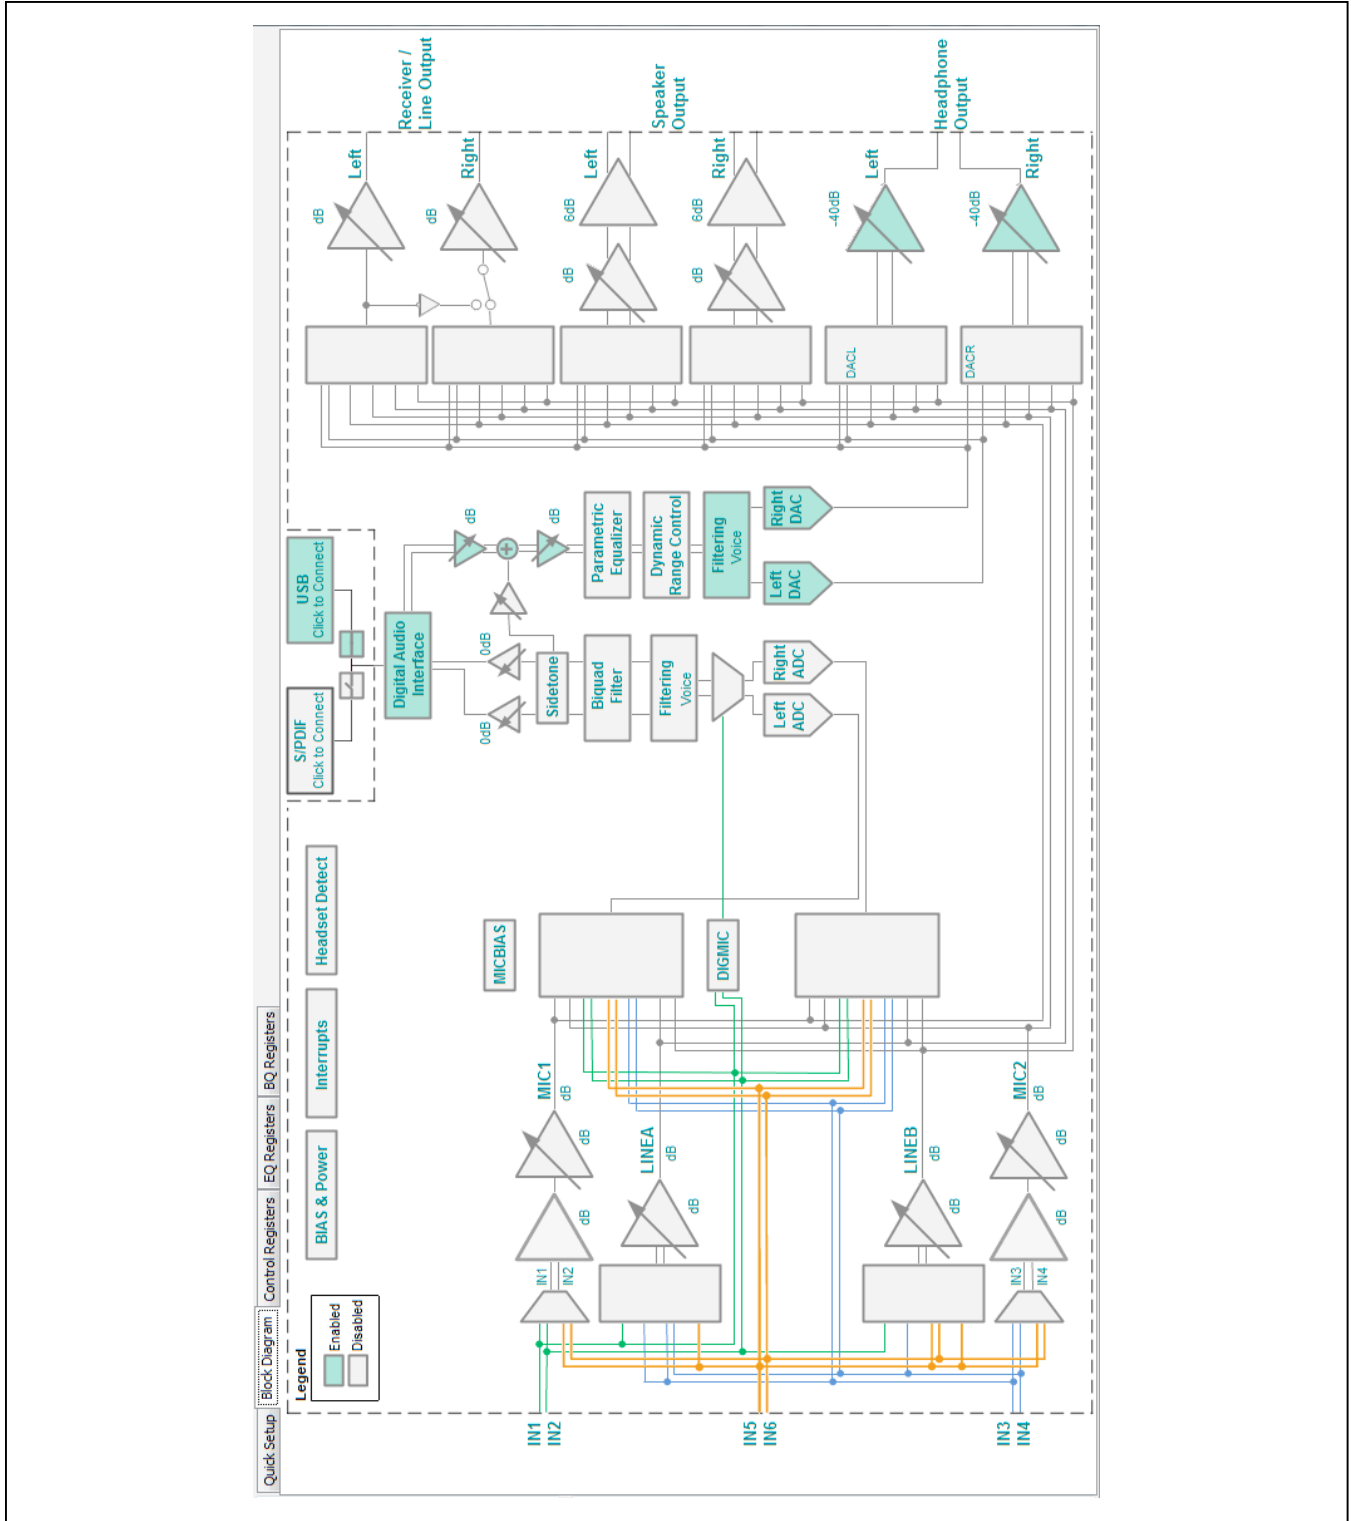 Quick Setup
Block Diagram
Control Registers
EQ Registers
BQ Registers
Legend
Enabled
Disabled
BIAS & Power
Interrupts
Headset Detect
S/PDIF
Click to Connect
USB
Click to Connect
Digital Audio
Interface
IN1
IN2
IN5
IN6
IN3
IN4
IN1
IN2
dB
dB
MIC1
dB
LINEA
dB
dB
LINEB
dB
dB
IN3
IN4
dB
dB
MIC2
dB
MICBIAS
DIGMIC
0dB
0dB
Sidetone
Biquad
Filter
Filtering
Voice
Left
ADC
Right
ADC
dB
dB
Parametric
Equalizer
Dynamic
Range Control
Filtering
Voice
Left
DAC
Right
DAC
DACL
DACR
dB
Left
dB
Right
Receiver /
Line Output
dB
6dB
Left
dB
6dB
Right
Speaker
Output
-40dB
Left
-40dB
Right
Headphone
Output